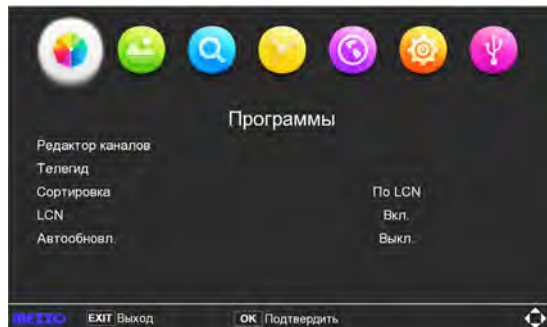 Программы
Редактор каналов
Телегид
Сортировка По LCN
LCN Вкл.
Автообновл. Выкл.
EXIT Выход OK Подтвердить